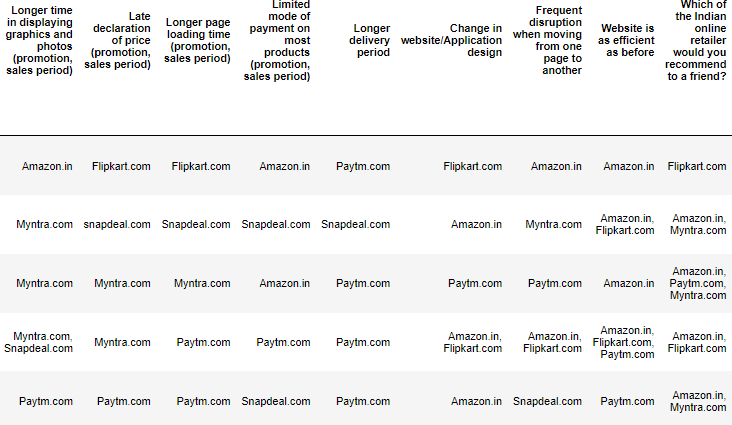 Longer time in displaying graphics and photos (promotion, sales period)
Late declaration of price (promotion, sales period)
Longer page loading time (promotion, sales period)
Limited mode of payment on most products (promotion, sales period)
Longer delivery period
Change in website/Application design
Frequent disruption when moving from one page to another
Website is as efficient as before
Which of the Indian online retailer would you recommend to a friend?
Amazon.in Flipkart.com Flipkart.com Amazon.in Paytm.com Flipkart.com Amazon.in Amazon.in Flipkart.com
Myntra.com snapdeal.com Snapdeal.com Snapdeal.com Snapdeal.com Amazon.in Myntra.com Amazon.in, Flipkart.com Amazon.in, Myntra.com
Myntra.com Myntra.com Myntra.com Amazon.in Paytm.com Paytm.com Paytm.com Amazon.in Amazon.in, Paytm.com, Myntra.com
Myntra.com, Snapdeal.com Myntra.com Paytm.com Paytm.com Paytm.com Amazon.in, Flipkart.com Amazon.in, Flipkart.com Amazon.in, Flipkart.com, Paytm.com Amazon.in, Flipkart.com
Paytm.com Paytm.com Paytm.com Snapdeal.com Paytm.com Amazon.in Snapdeal.com Paytm.com Amazon.in, Myntra.com